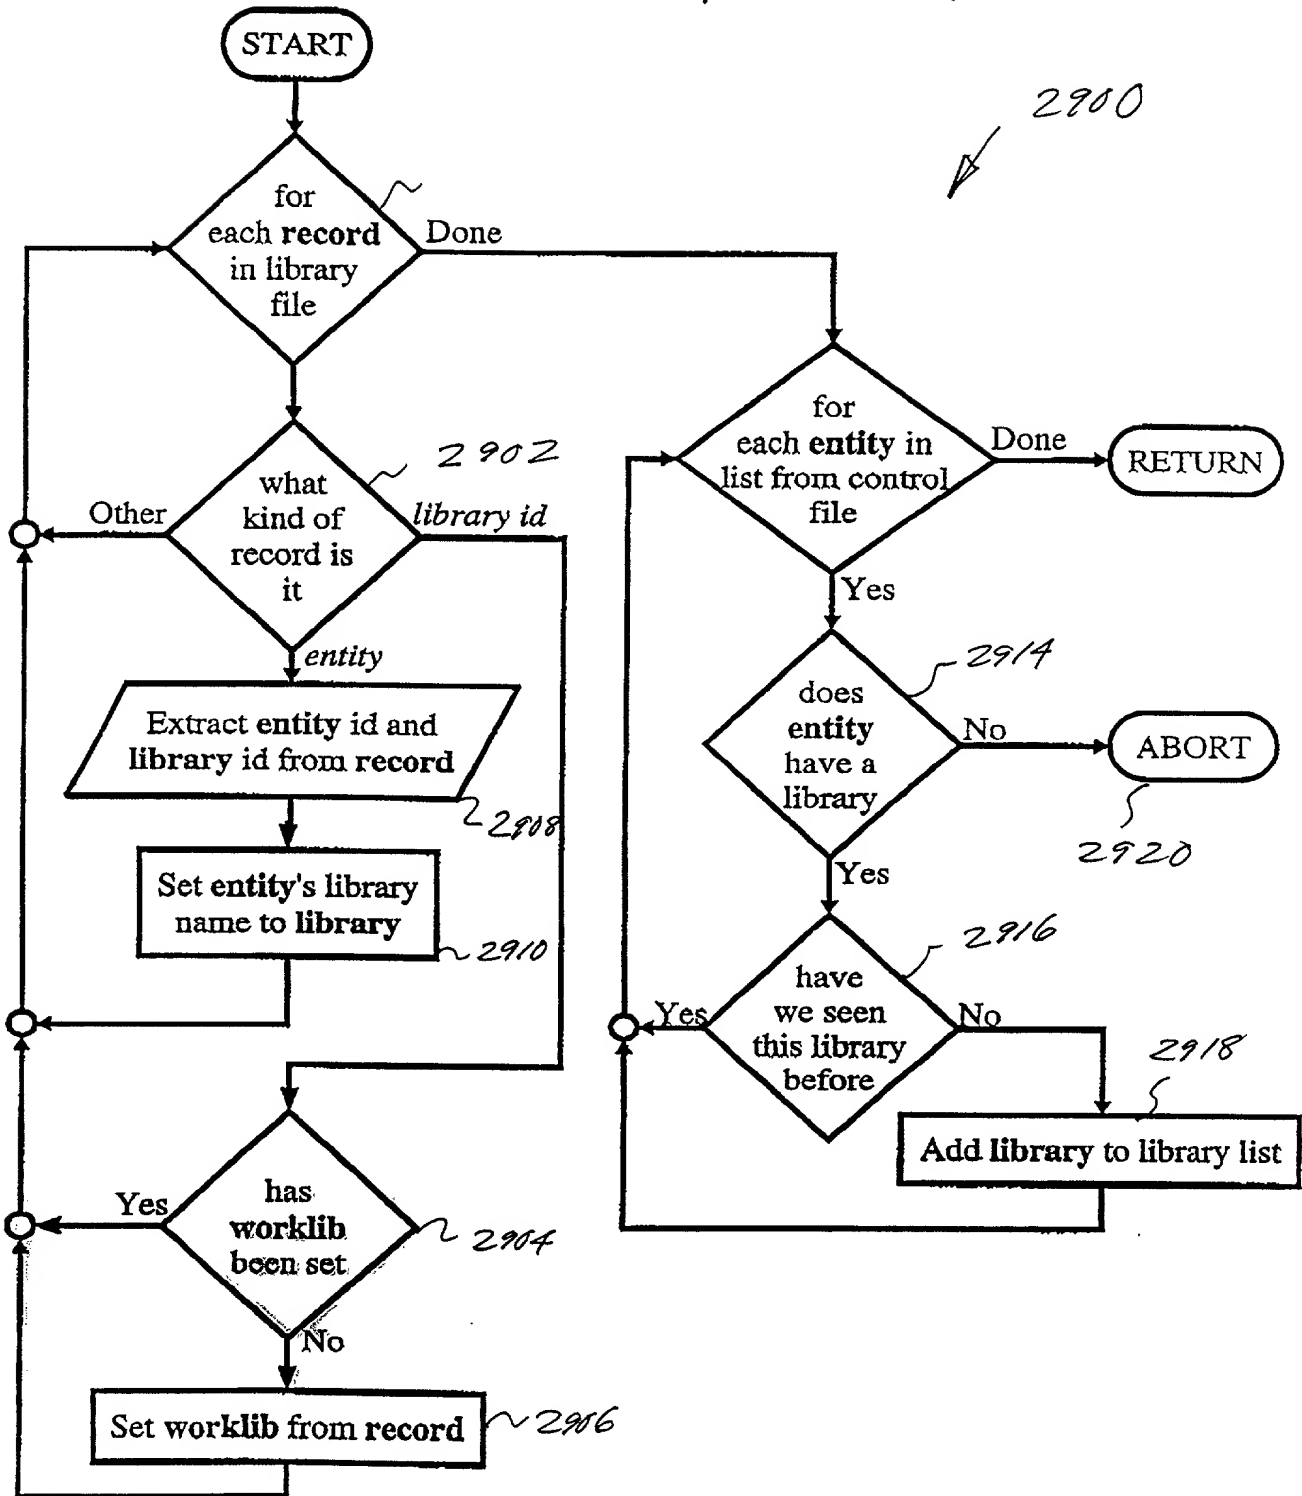 START
2900
for
each record
in library
file
Done
for
each entity in
list from control
file
Done
RETURN
Yes
2902
what
kind of
record is
it
Other
library id
entity
Extract entity id and
library id from record
2908
Set entity's library
name to library
2910
2914
does
entity
have a
library
No
ABORT
2920
Yes
2916
have
we seen
this library
before
Yes
No
2918
Add library to library list
has
worklib
been set
Yes
2904
No
Set worklib from record
2906